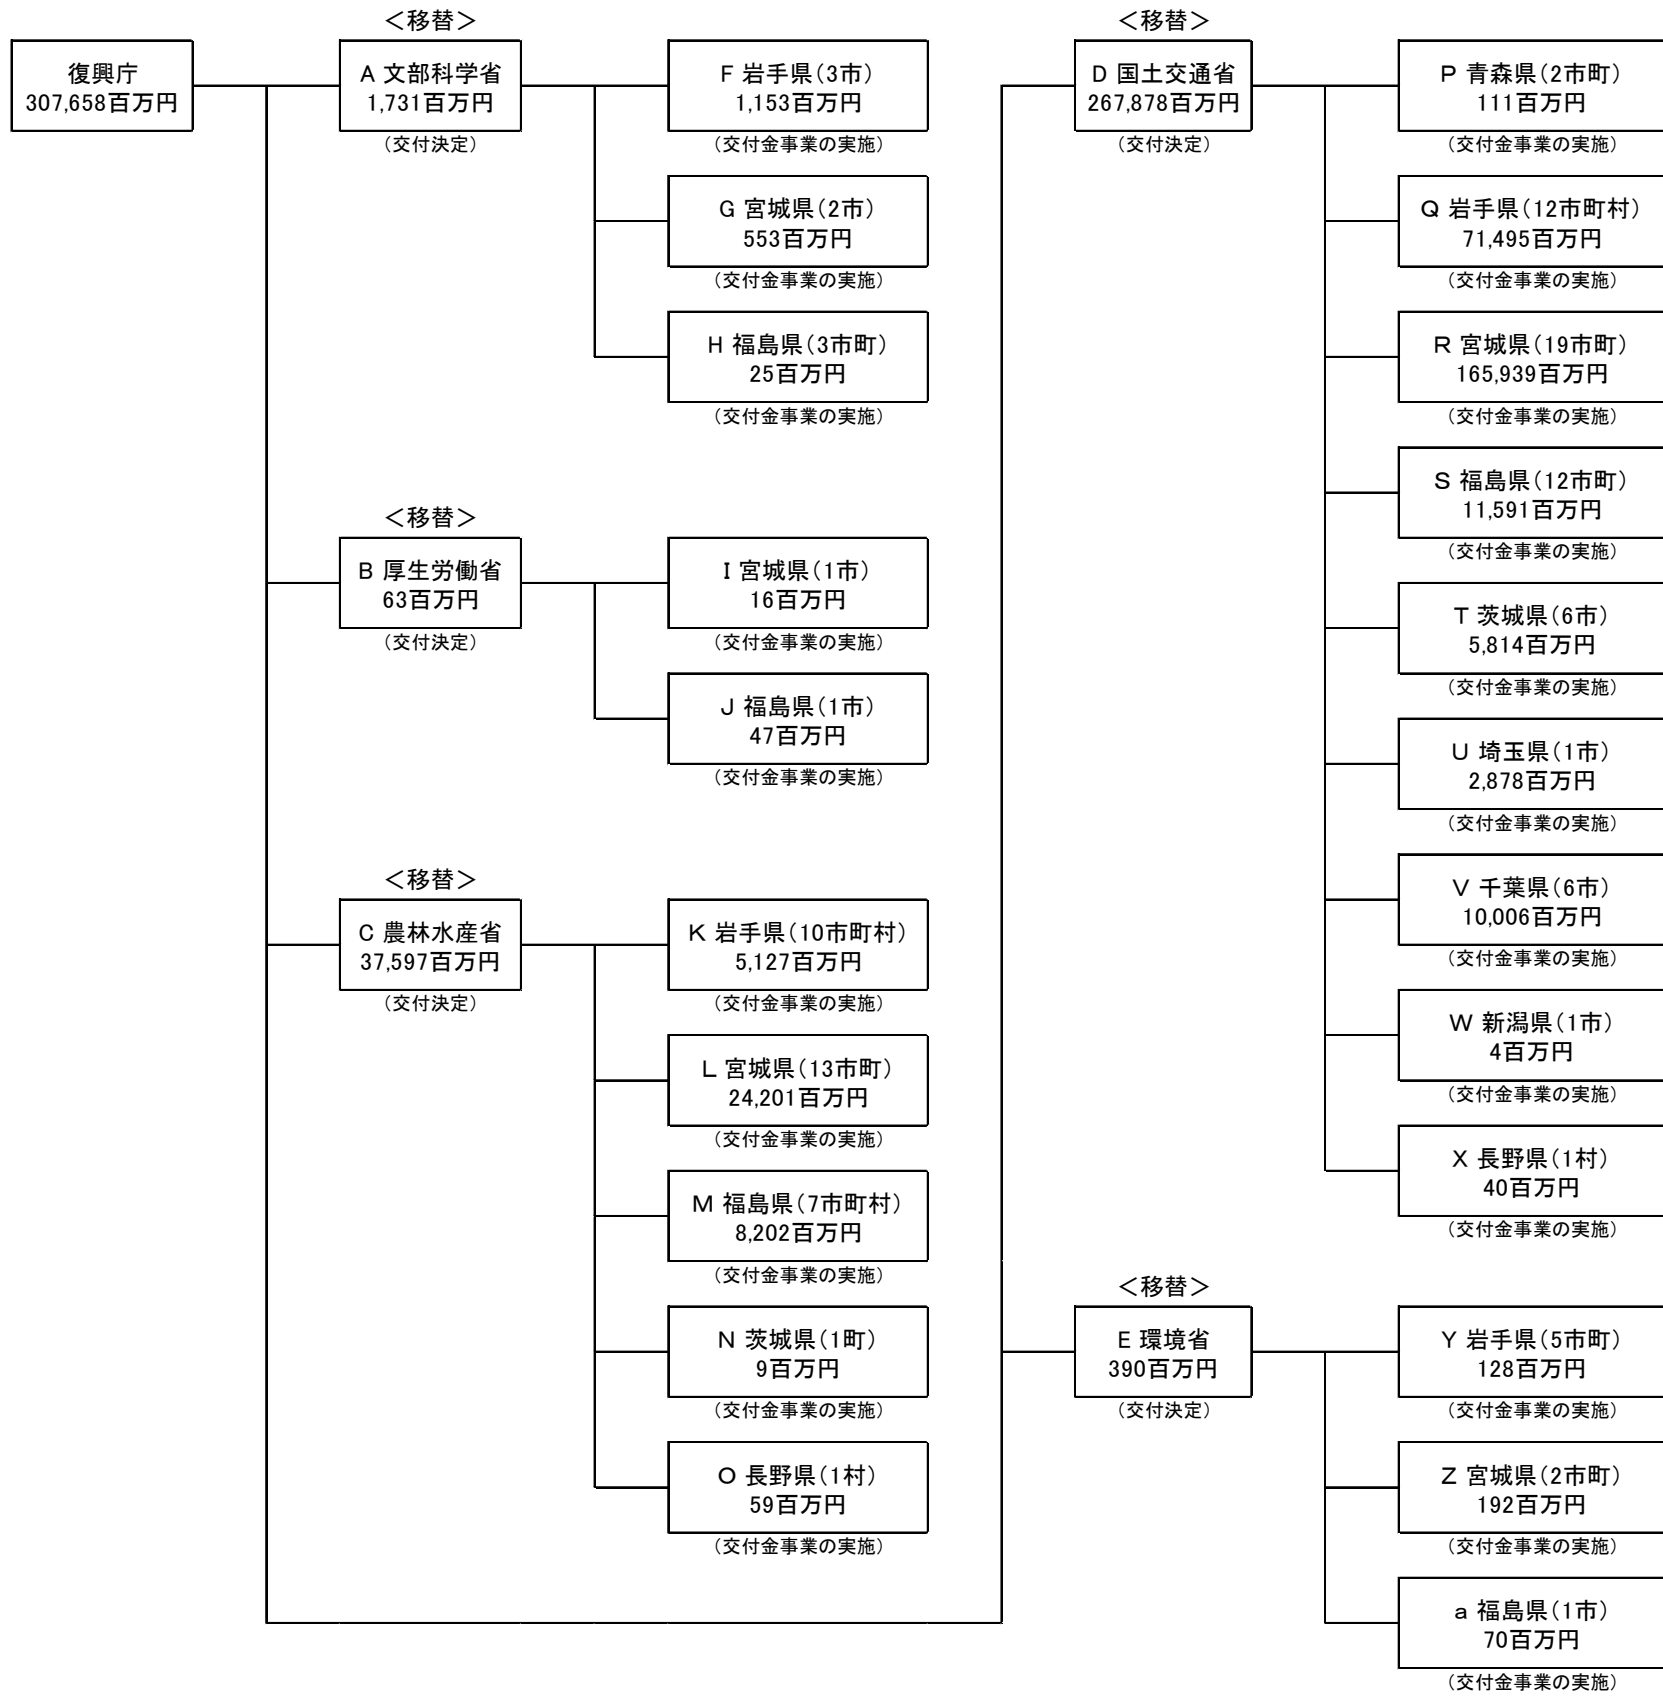 復興庁
307,658百万円
＜移替＞
A 文部科学省
1,731百万円
（交付決定）
F 岩手県（3市）
1,153百万円
（交付金事業の実施）
G 宮城県（2市）
553百万円
（交付金事業の実施）
H 福島県（3市町）
25百万円
（交付金事業の実施）
＜移替＞
B 厚生労働省
63百万円
（交付決定）
I 宮城県（1市）
16百万円
（交付金事業の実施）
J 福島県（1市）
47百万円
（交付金事業の実施）
＜移替＞
C 農林水産省
37,597百万円
（交付決定）
K 岩手県（10市町村）
5,127百万円
（交付金事業の実施）
L 宮城県（13市町）
24,201百万円
（交付金事業の実施）
M 福島県（7市町村）
8,202百万円
（交付金事業の実施）
N 茨城県（1町）
9百万円
（交付金事業の実施）
O 長野県（1村）
59百万円
（交付金事業の実施）
＜移替＞
D 国土交通省
267,878百万円
（交付決定）
P 青森県（2市町）
111百万円
（交付金事業の実施）
Q 岩手県（12市町村）
71,495百万円
（交付金事業の実施）
R 宮城県（19市町）
165,939百万円
（交付金事業の実施）
S 福島県（12市町）
11,591百万円
（交付金事業の実施）
T 茨城県（6市）
5,814百万円
（交付金事業の実施）
U 埼玉県（1市）
2,878百万円
（交付金事業の実施）
V 千葉県（6市）
10,006百万円
（交付金事業の実施）
W 新潟県（1市）
4百万円
（交付金事業の実施）
X 長野県（1村）
40百万円
（交付金事業の実施）
＜移替＞
E 環境省
390百万円
（交付決定）
Y 岩手県（5市町）
128百万円
（交付金事業の実施）
Z 宮城県（2市町）
192百万円
（交付金事業の実施）
a 福島県（1市）
70百万円
（交付金事業の実施）